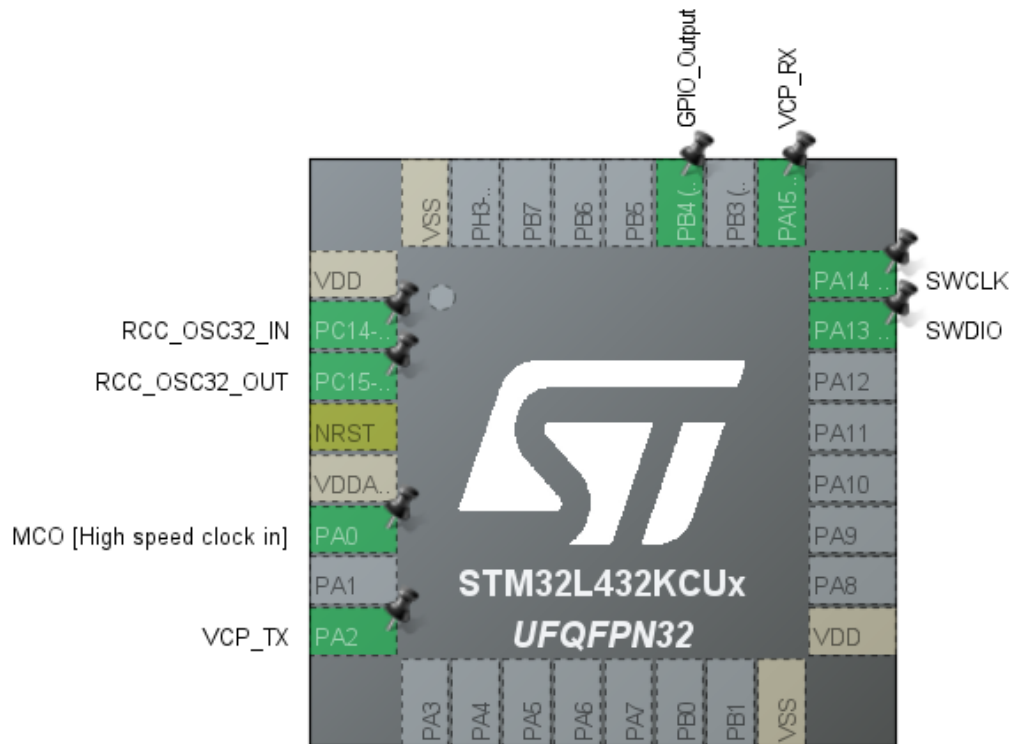 GPIO_Output
VCP_RX
VSS
PH3-..
PB7
PB6
PB5
PB4 (..
PB3 (..
PA15 ..
VDD
PA14 ..
SWCLK
RCC_OSC32_IN
PC14-..
PA13 ..
SWDIO
RCC_OSC32_OUT
PC15-..
PA12
NRST
PA11
VDDA..
PA10
MCO [High speed clock in]
PA0
PA9
PA1
PA8
VCP_TX
PA2
VDD
ST
STM32L432KCUx
UFQFPN32
PA3
PA4
PA5
PA6
PA7
PB0
PB1
VSS